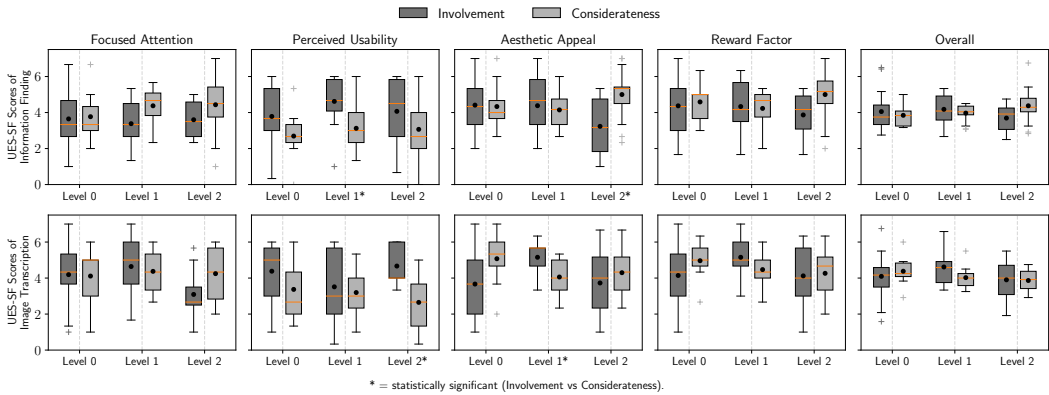 Involvement Considerateness
Focused Attention Perceived Usability Aesthetic Appeal Reward Factor Overall
UES-SF Scores of
Information Finding
6
4
2
0
Level 0 Level 1 Level 2 Level 0 Level 1* Level 2 Level 0 Level 1 Level 2* Level 0 Level 1 Level 2 Level 0 Level 1 Level 2
UES-SF Scores of
Image Transcription
6
4
2
0
Level 0 Level 1 Level 2 Level 0 Level 1 Level 2* Level 0 Level 1* Level 2 Level 0 Level 1 Level 2 Level 0 Level 1 Level 2
* = statistically significant (Involvement vs Considerateness).